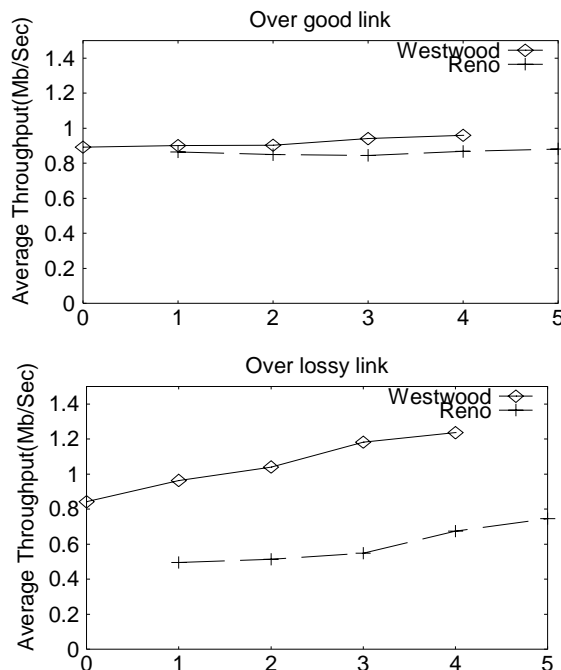 Over good link
Westwood
Reno
Average Throughput(Mb/Sec)
1.4
1.2
1
0.8
0.6
0.4
0.2
0
0 1 2 3 4 5
Over lossy link
Westwood
Reno
Average Throughput(Mb/Sec)
1.4
1.2
1
0.8
0.6
0.4
0.2
0
0 1 2 3 4 5